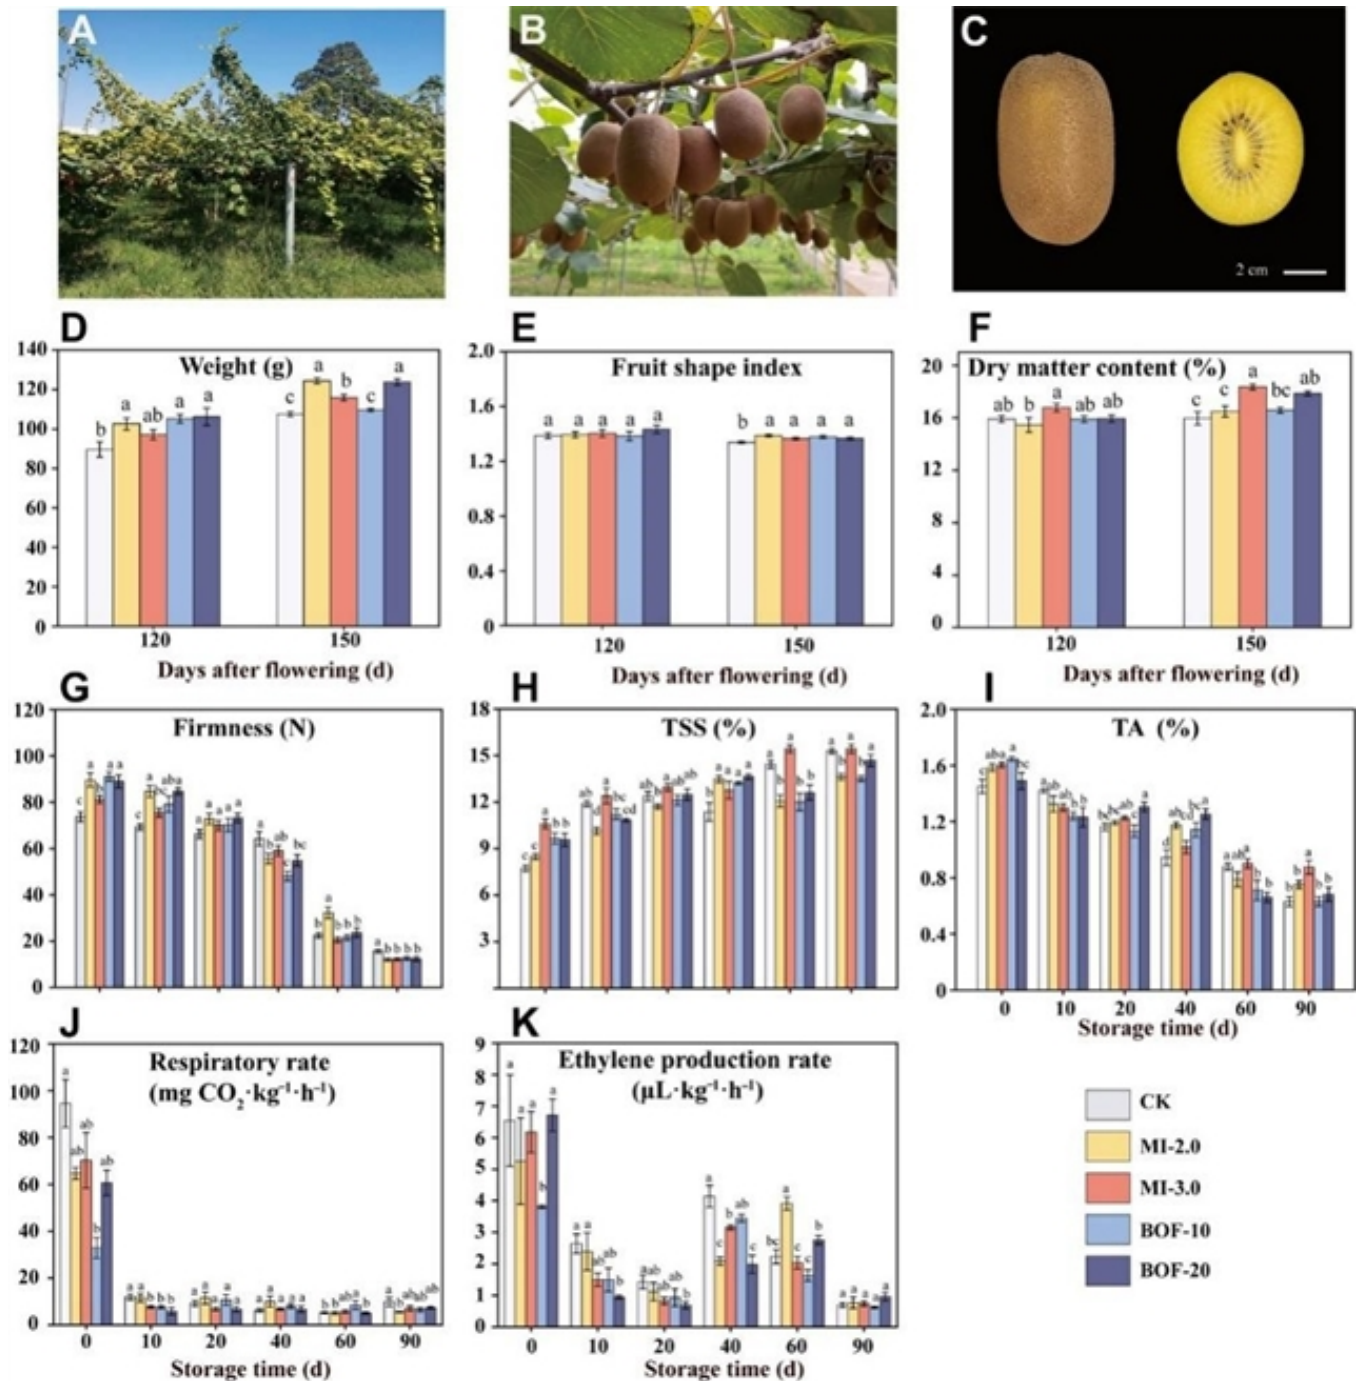 A
B
C
2 cm
D
Weight (g)
140
120
100
80
60
40
20
0
b a ab a a
c a b c a
120 150
Days after flowering (d)
E
Fruit shape index
2.0
1.6
1.2
0.8
0.4
0
a a a a a
b a a a a
120 150
Days after flowering (d)
F
Dry matter content (%)
20
16
12
8
4
0
ab b a ab ab
c c a bc ab
120 150
Days after flowering (d)
G
Firmness (N)
120
100
80
60
40
20
0
H
TSS (%)
18
15
12
9
6
3
I
TA (%)
2.0
1.6
1.2
0.8
0.4
0
0 10 20 40 60 90
Storage time (d)
J
Respiratory rate
(mg CO₂·kg⁻¹·h⁻¹)
120
100
80
60
40
20
0
0 10 20 40 60 90
Storage time (d)
K
Ethylene production rate
(μL·kg⁻¹·h⁻¹)
9
8
7
6
5
4
3
2
1
0
0 10 20 40 60 90
Storage time (d)
CK
MI-2.0
MI-3.0
BOF-10
BOF-20